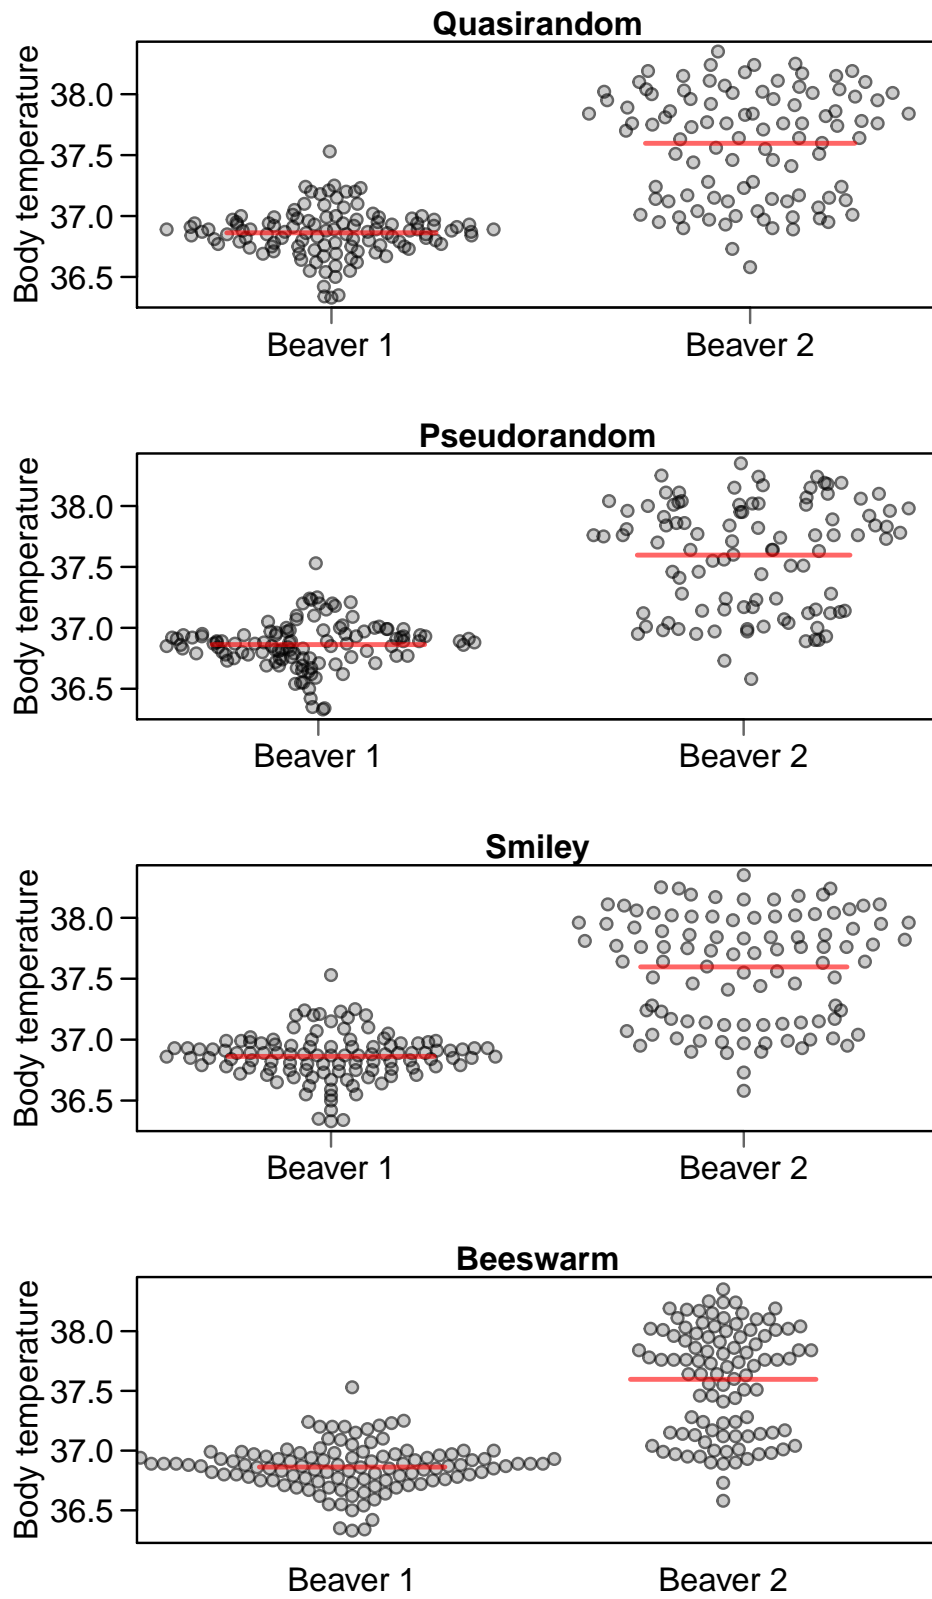 Quasirandom
Body temperature
38.0
37.5
37.0
36.5
Beaver 1 Beaver 2
Pseudorandom
Body temperature
38.0
37.5
37.0
36.5
Beaver 1 Beaver 2
Smiley
Body temperature
38.0
37.5
37.0
36.5
Beaver 1 Beaver 2
Beeswarm
Body temperature
38.0
37.5
37.0
36.5
Beaver 1 Beaver 2